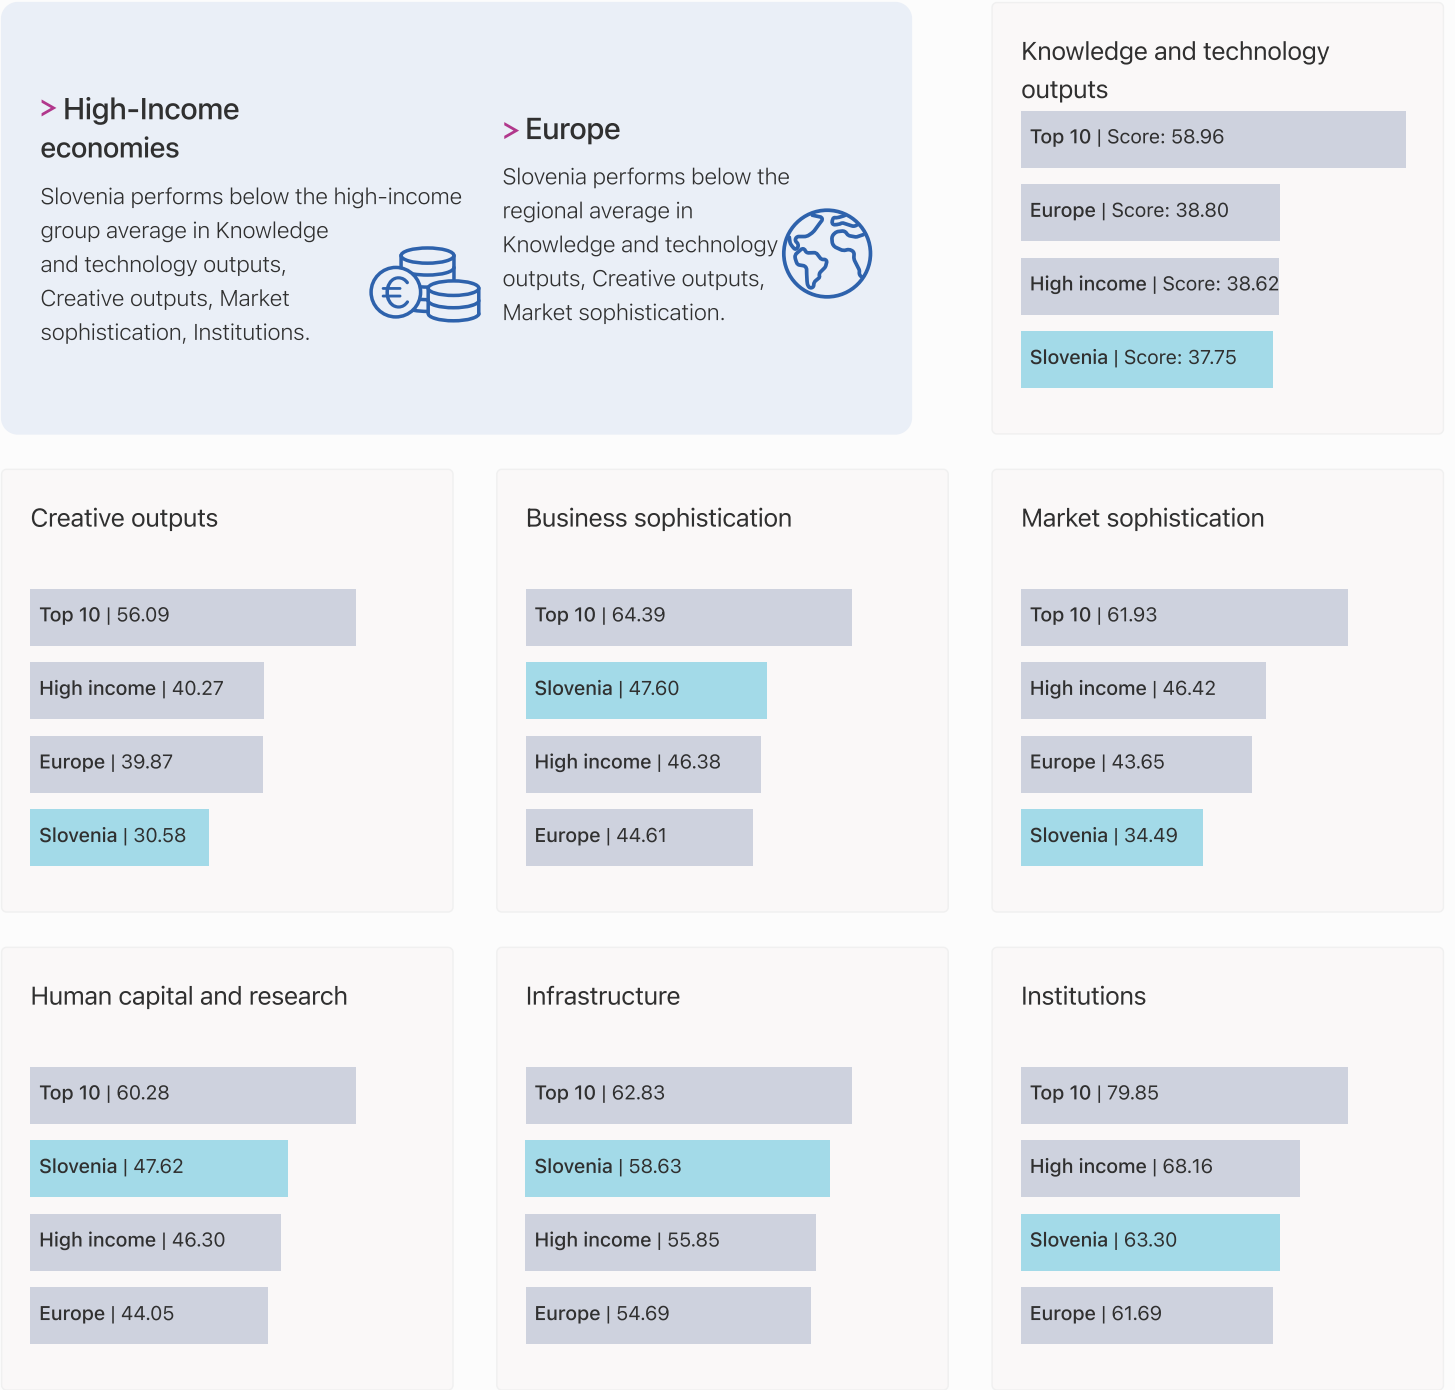 > High-Income
economies
Slovenia performs below the high-income
group average in Knowledge
and technology outputs,
Creative outputs, Market
sophistication, Institutions.
> Europe
Slovenia performs below the
regional average in
Knowledge and technology
outputs, Creative outputs,
Market sophistication.
Knowledge and technology
outputs
Top 10 | Score: 58.96
Europe | Score: 38.80
High income | Score: 38.62
Slovenia | Score: 37.75
Creative outputs
Top 10 | 56.09
High income | 40.27
Europe | 39.87
Slovenia | 30.58
Business sophistication
Top 10 | 64.39
Slovenia | 47.60
High income | 46.38
Europe | 44.61
Market sophistication
Top 10 | 61.93
High income | 46.42
Europe | 43.65
Slovenia | 34.49
Human capital and research
Top 10 | 60.28
Slovenia | 47.62
High income | 46.30
Europe | 44.05
Infrastructure
Top 10 | 62.83
Slovenia | 58.63
High income | 55.85
Europe | 54.69
Institutions
Top 10 | 79.85
High income | 68.16
Slovenia | 63.30
Europe | 61.69